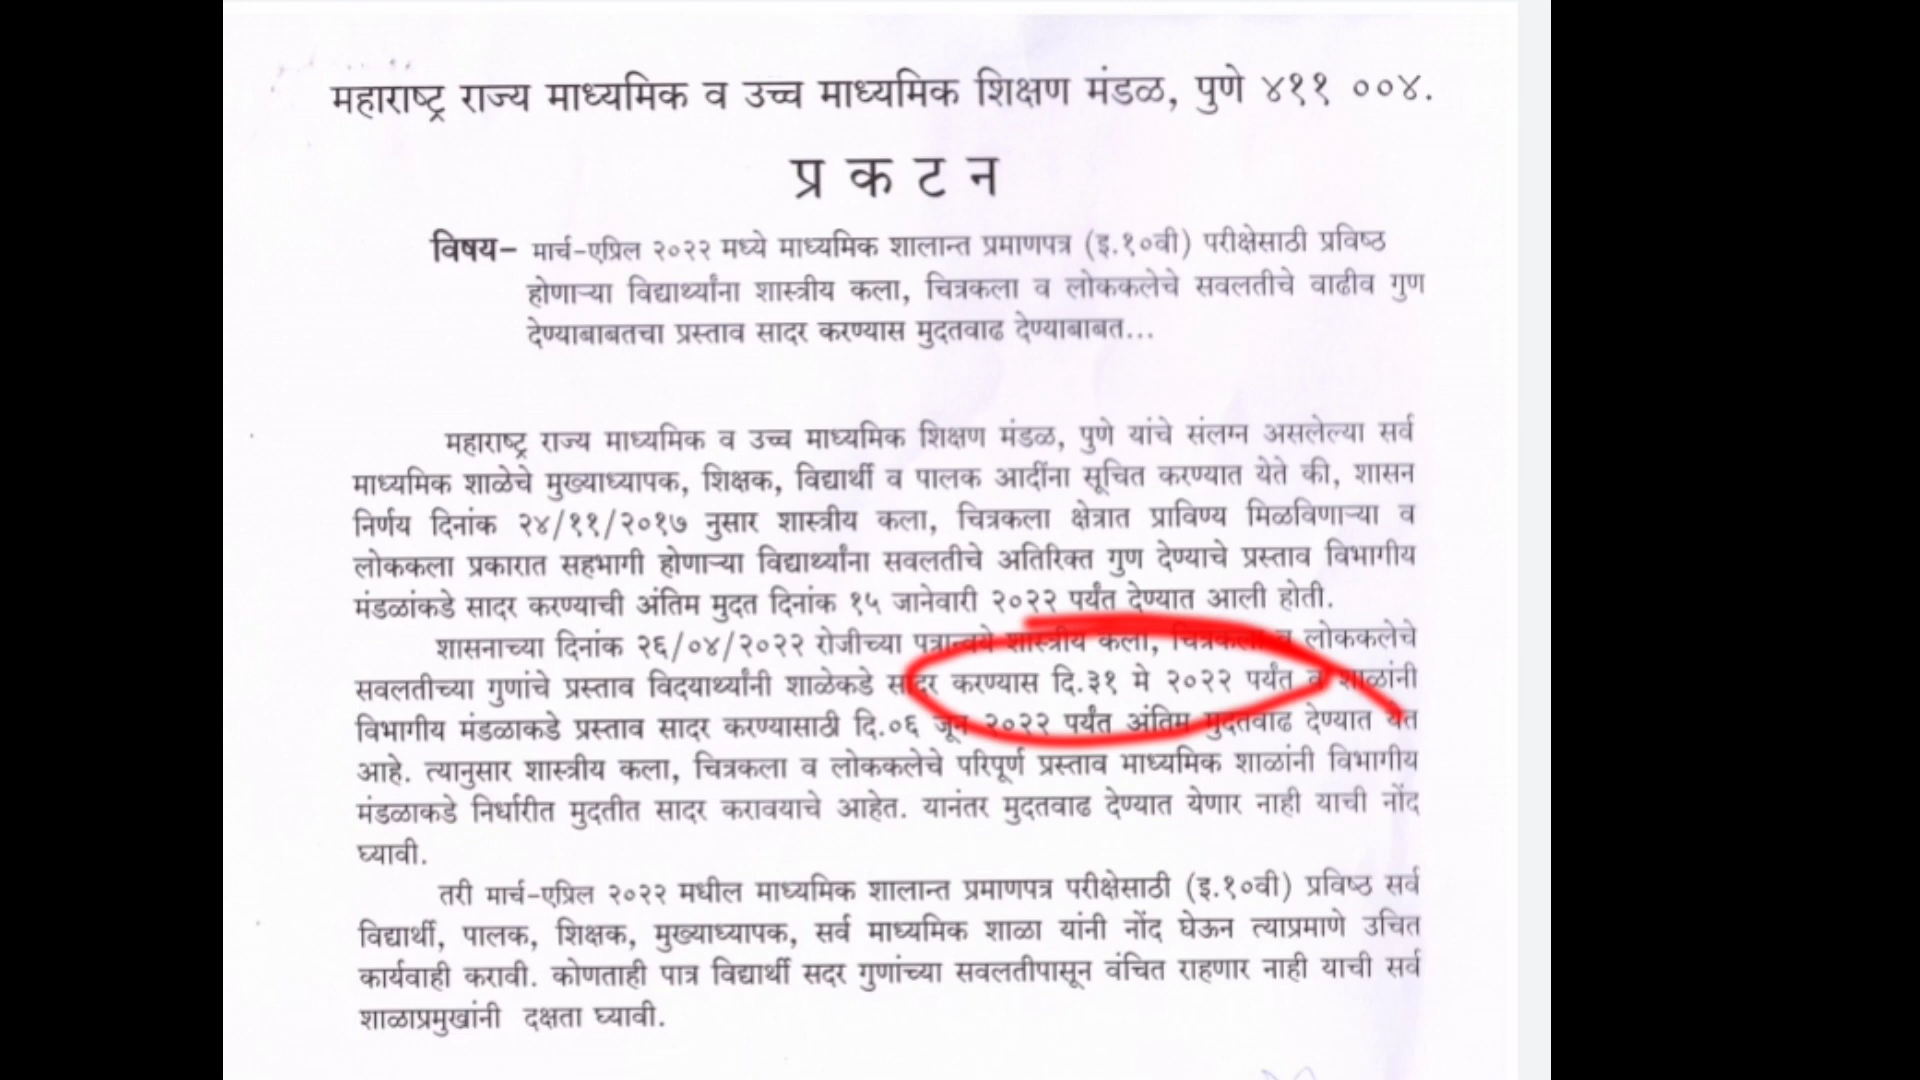 महाराष्ट्र राज्य माध्यमिक व उच्च माध्यमिक शिक्षण मंडळ, पुणे ४११ ००४.
प्र क ट न
विषय- मार्च-एप्रिल २०२२ मध्ये माध्यमिक शालान्त प्रमाणपत्र (इ.१०वी) परीक्षेसाठी प्रविष्ठ
होणाऱ्या विद्यार्थ्यांना शास्त्रीय कला, चित्रकला व लोककलेचे सवलतीचे वाढीव गुण
देण्याबाबतचा प्रस्ताव सादर करण्यास मुदतवाढ देण्याबाबत...
महाराष्ट्र राज्य माध्यमिक व उच्च माध्यमिक शिक्षण मंडळ, पुणे यांचे संलग्न असलेल्या सर्व
माध्यमिक शाळेचे मुख्याध्यापक, शिक्षक, विद्यार्थी व पालक आदींना सूचित करण्यात येते की, शासन
निर्णय दिनांक २४/११/२०१७ नुसार शास्त्रीय कला, चित्रकला क्षेत्रात प्राविण्य मिळविणाऱ्या व
लोककला प्रकारात सहभागी होणाऱ्या विद्यार्थ्यांना सवलतीचे अतिरिक्त गुण देण्याचे प्रस्ताव विभागीय
मंडळांकडे सादर करण्याची अंतिम मुदत दिनांक १५ जानेवारी २०२२ पर्यंत देण्यात आली होती.
शासनाच्या दिनांक २६/०४/२०२२ रोजीच्या पत्रान्वये शास्त्रीय कला, चित्रकला व लोककलेचे
सवलतीच्या गुणांचे प्रस्ताव विदयार्थ्यांनी शाळेकडे सादर करण्यास दि.३१ मे २०२२ पर्यंत व शाळांनी
विभागीय मंडळाकडे प्रस्ताव सादर करण्यासाठी दि.०६ जून २०२२ पर्यंत अंतिम मुदतवाढ देण्यात येत
आहे. त्यानुसार शास्त्रीय कला, चित्रकला व लोककलेचे परिपूर्ण प्रस्ताव माध्यमिक शाळांनी विभागीय
मंडळाकडे निर्धारीत मुदतीत सादर करावयाचे आहेत. यानंतर मुदतवाढ देण्यात येणार नाही याची नोंद
घ्यावी.
तरी मार्च-एप्रिल २०२२ मधील माध्यमिक शालान्त प्रमाणपत्र परीक्षेसाठी (इ.१०वी) प्रविष्ठ सर्व
विद्यार्थी, पालक, शिक्षक, मुख्याध्यापक, सर्व माध्यमिक शाळा यांनी नोंद घेऊन त्याप्रमाणे उचित
कार्यवाही करावी. कोणताही पात्र विद्यार्थी सदर गुणांच्या सवलतीपासून वंचित राहणार नाही याची सर्व
शाळाप्रमुखांनी दक्षता घ्यावी.